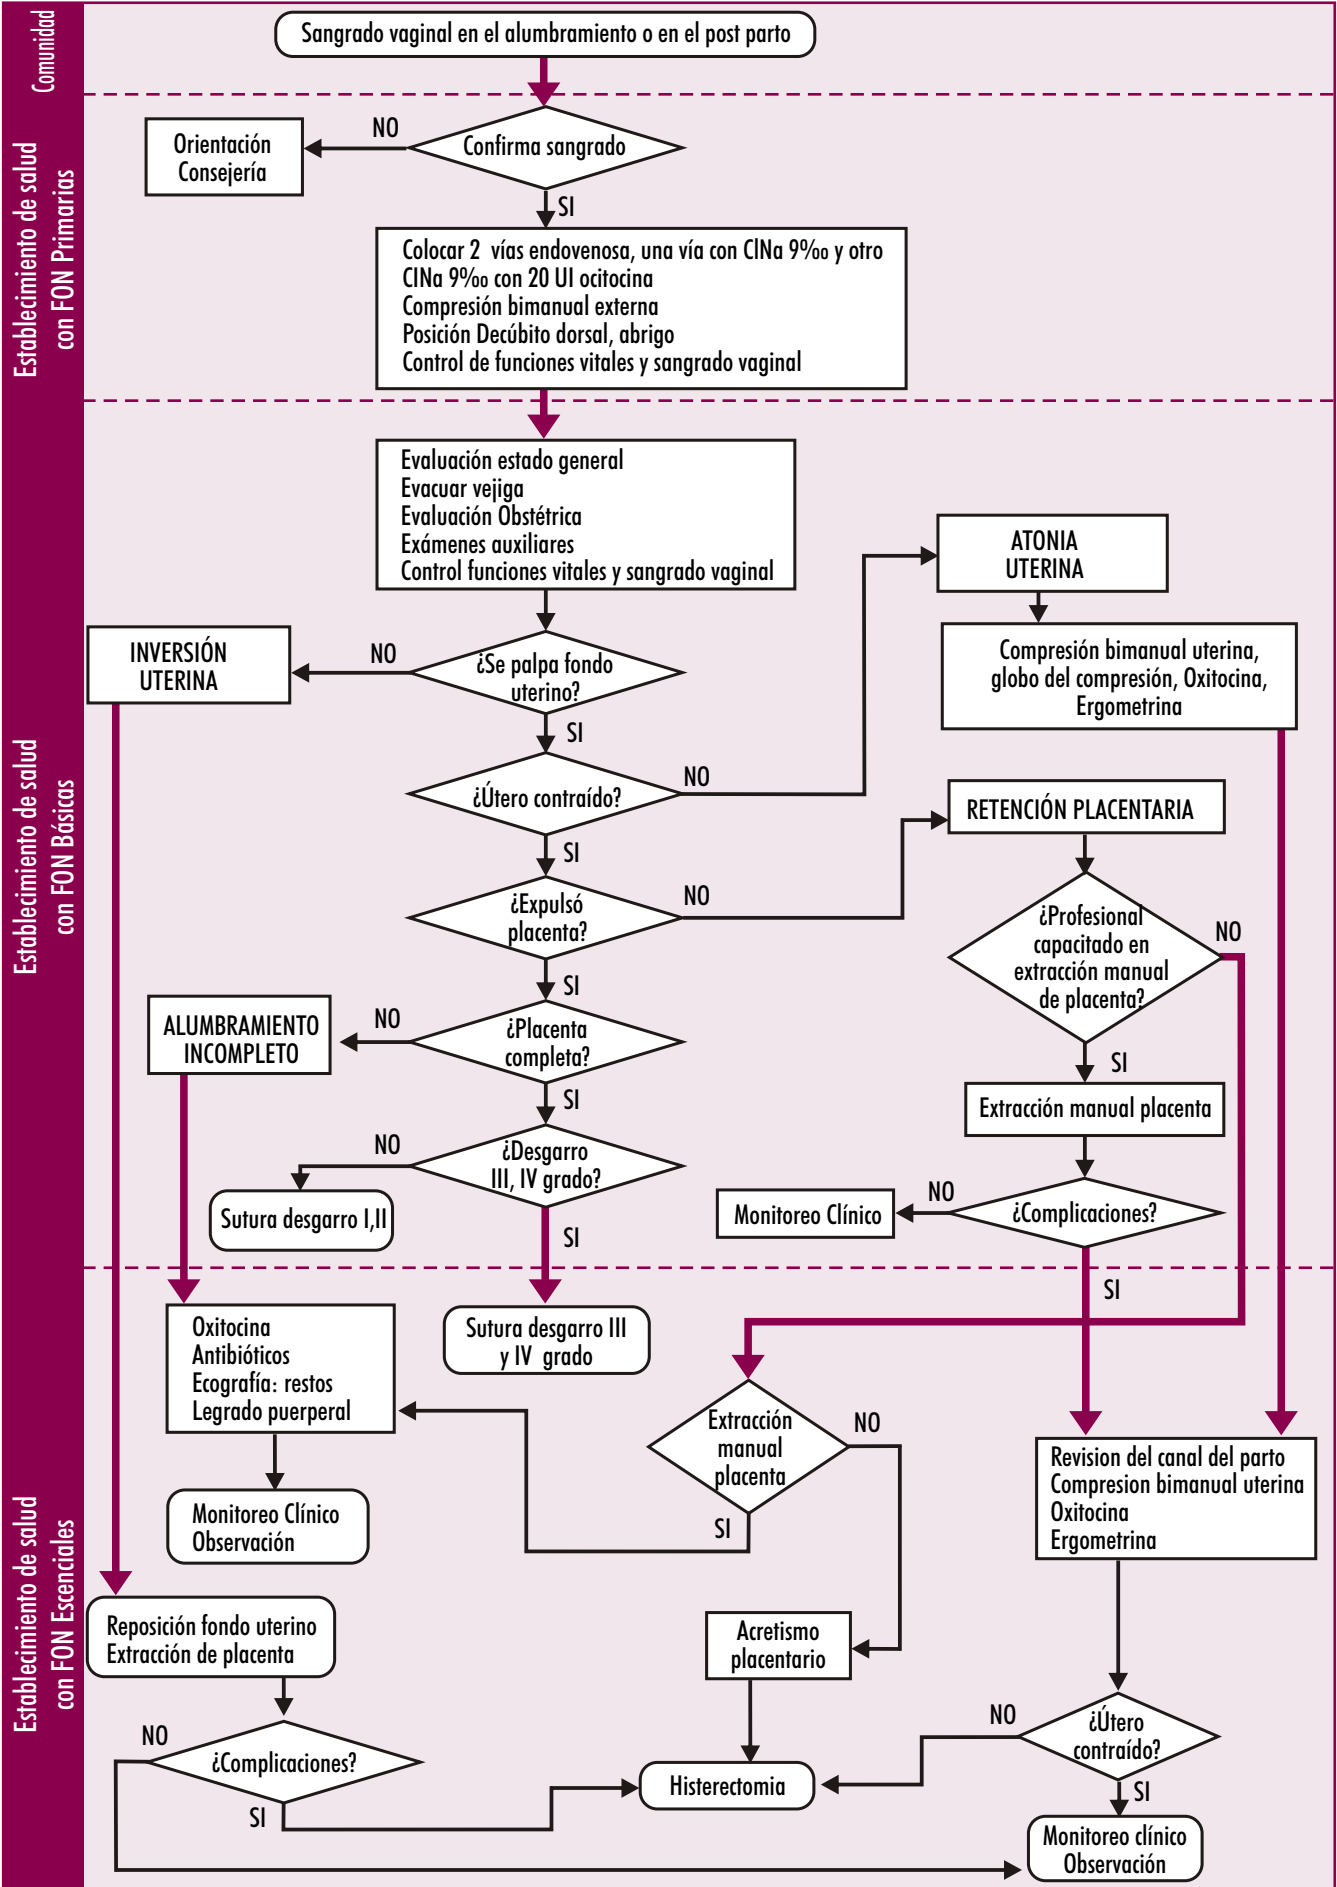 Comunidad
Sangrado vaginal en el alumbramiento o en el post parto
Establecimiento de salud
con FON Primarias
Confirma sangrado
NO
Orientación
Consejería
SI
Colocar 2 vías endovenosa, una vía con ClNa 9‰ y otro
ClNa 9‰ con 20 UI ocitocina
Compresión bimanual externa
Posición Decúbito dorsal, abrigo
Control de funciones vitales y sangrado vaginal
Establecimiento de salud
con FON Básicas
Evaluación estado general
Evacuar vejiga
Evaluación Obstétrica
Exámenes auxiliares
Control funciones vitales y sangrado vaginal
ATONIA
UTERINA
Compresión bimanual uterina,
globo del compresión, Oxitocina,
Ergometrina
INVERSIÓN
UTERINA
NO
¿Se palpa fondo
uterino?
SI
¿Útero contraído?
NO
SI
RETENCIÓN PLACENTARIA
¿Expulsó
placenta?
NO
SI
¿Profesional
capacitado en
extracción manual
de placenta?
NO
SI
ALUMBRAMIENTO
INCOMPLETO
NO
¿Placenta
completa?
SI
Extracción manual placenta
NO
¿Desgarro
III, IV grado?
Sutura desgarro I,II
SI
Monitoreo Clínico
NO
¿Complicaciones?
SI
Establecimiento de salud
con FON Escenciales
Oxitocina
Antibióticos
Ecografía: restos
Legrado puerperal
Sutura desgarro III
y IV grado
Extracción
manual
placenta
NO
SI
Revision del canal del parto
Compresion bimanual uterina
Oxitocina
Ergometrina
Monitoreo Clínico
Observación
Reposición fondo uterino
Extracción de placenta
Acretismo
placentario
NO
¿Complicaciones?
SI
Histerectomia
NO
¿Útero
contraído?
SI
Monitoreo clínico
Observación